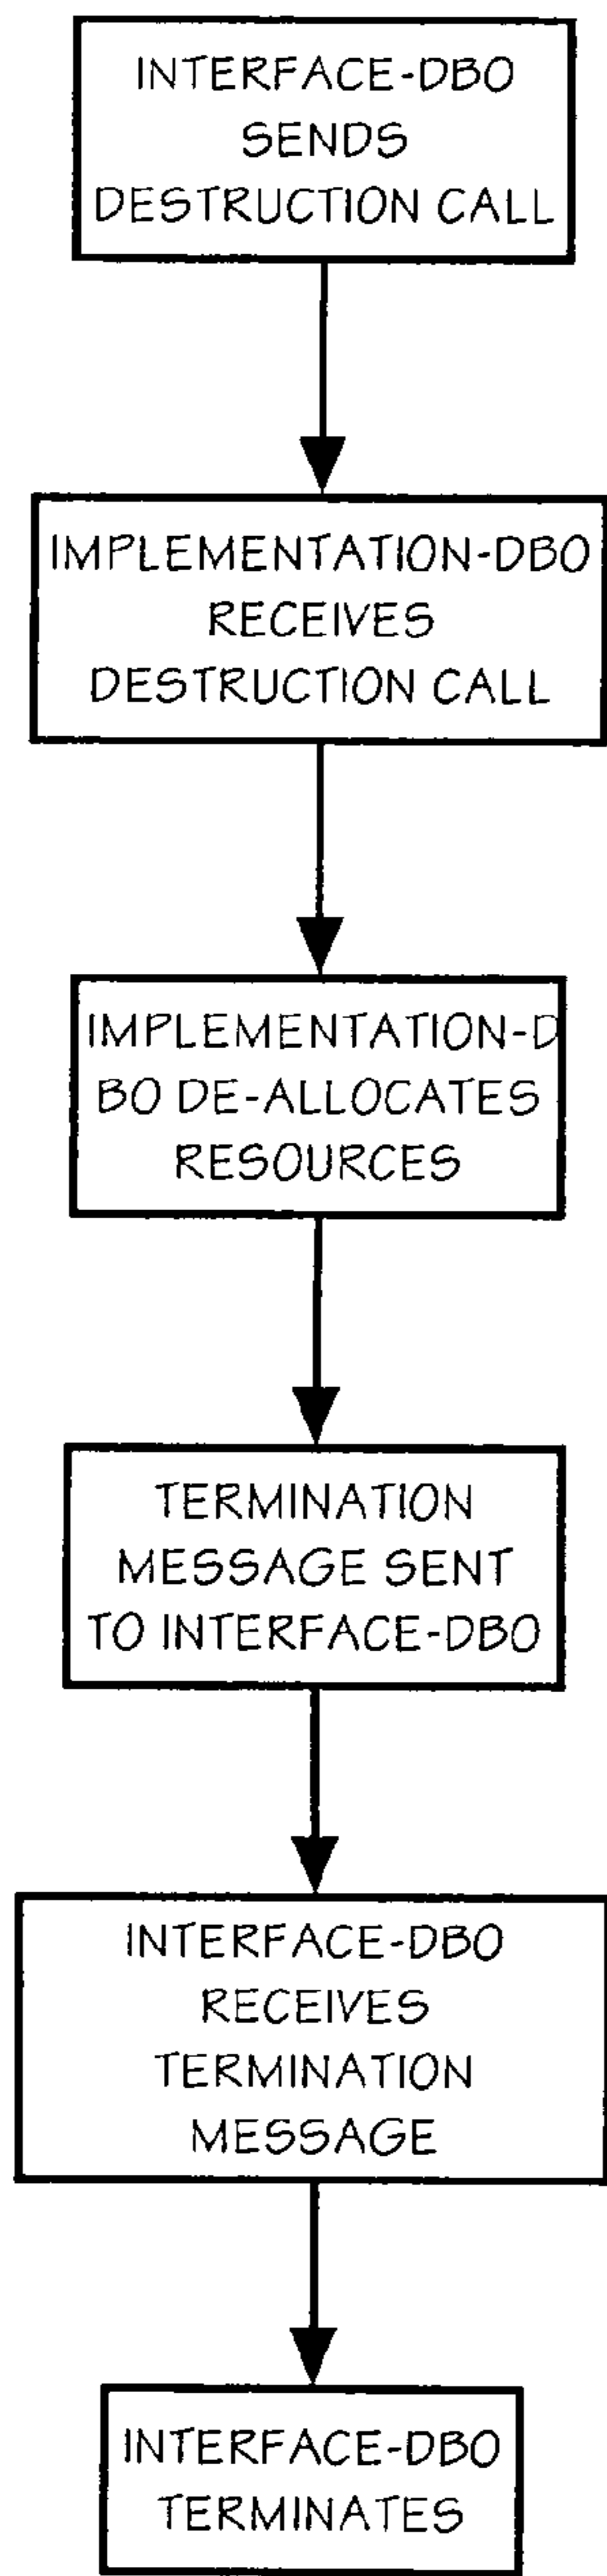 INTERFACE-DBO
SENDS
DESTRUCTION CALL
IMPLEMENTATION-DBO
RECEIVES
DESTRUCTION CALL
IMPLEMENTATION-D
BO DE-ALLOCATES
RESOURCES
TERMINATION
MESSAGE SENT
TO INTERFACE-DBO
INTERFACE-DBO
RECEIVES
TERMINATION
MESSAGE
INTERFACE-DBO
TERMINATES